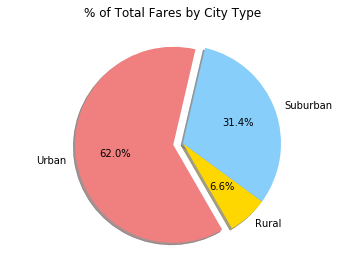 % of Total Fares by City Type
Suburban
31.4%
62.0%
Urban
6.6%
Rural